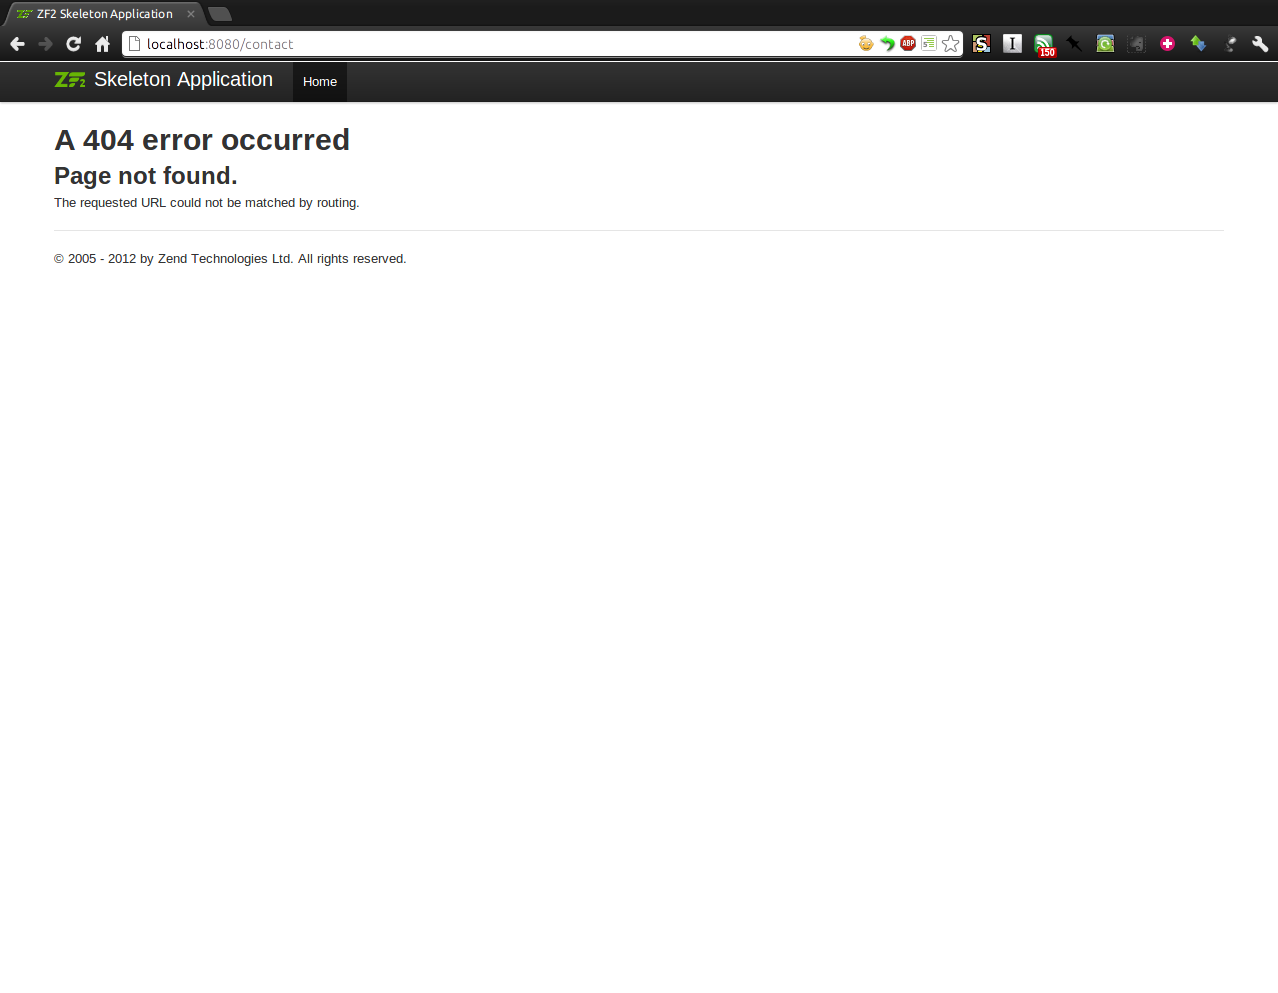 ZF2 Skeleton Application
localhost:8080/contact
ABP
S
I
150
ZF2 Skeleton Application
Home
A 404 error occurred
Page not found.
The requested URL could not be matched by routing.
© 2005 - 2012 by Zend Technologies Ltd. All rights reserved.